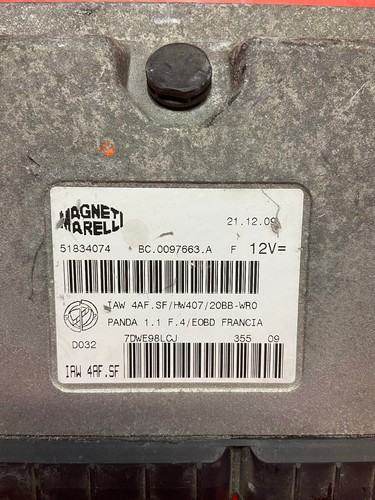 MAGNETI
MARELLI
21.12.09
51834074 BC.0097663.A F 12V=
IAW 4AF.SF/HW407/20BB-WR0
PANDA 1.1 F.4/EOBD FRANCIA
D032 7DWE98LCJ 355 09
IAW 4AF.SF